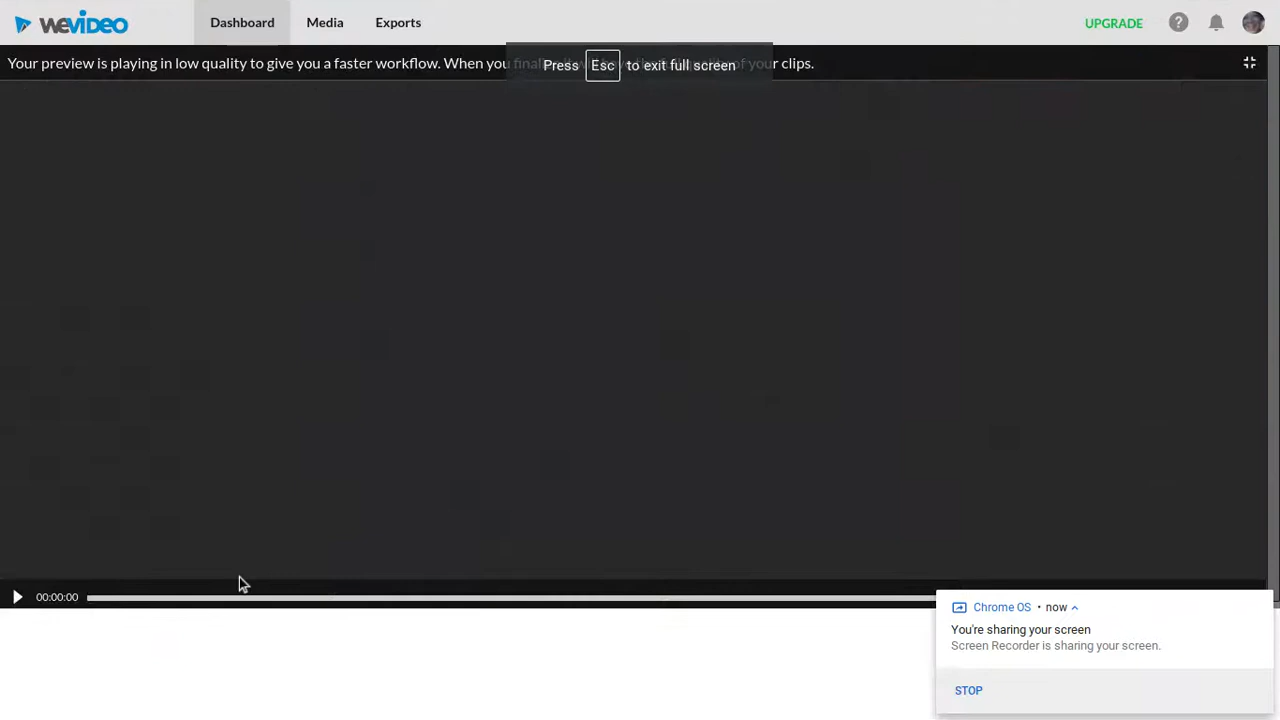 WEVIDEO
Dashboard
Media
Exports
UPGRADE
Your preview is playing in low quality to give you a faster workflow. When you of your clips.
Press Esc to exit full screen
00:00:00
Chrome OS • now
You're sharing your screen
Screen Recorder is sharing your screen.
STOP